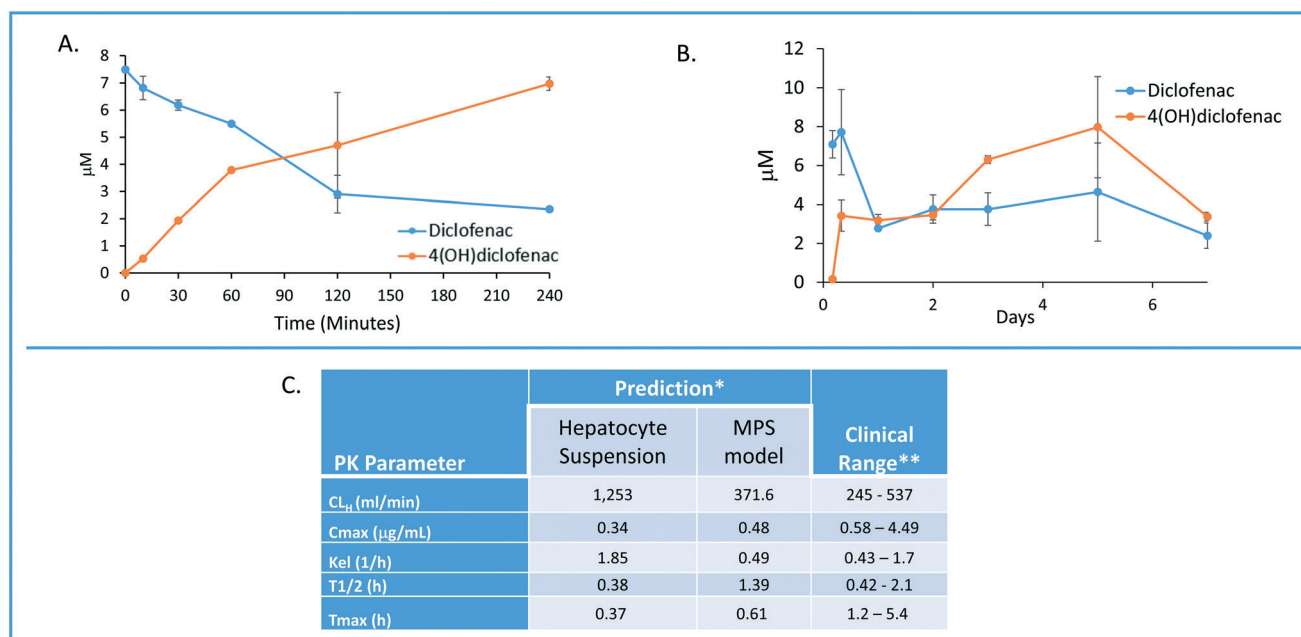 A.
8
7
6
5
4
3
2
1
0
μM
0 30 60 90 120 150 180 210 240
Time (Minutes)
Diclofenac
4(OH)diclofenac
B.
12
10
8
6
4
2
0
μM
0 2 4 6
Days
Diclofenac
4(OH)diclofenac
C.
PK Parameter
Prediction*
Hepatocyte
Suspension
MPS
model
Clinical
Range**
CLH (ml/min) 1,253 371.6 245 - 537
Cmax (μg/mL) 0.34 0.48 0.58 – 4.49
Kel (1/h) 1.85 0.49 0.43 – 1.7
T1/2 (h) 0.38 1.39 0.42 - 2.1
Tmax (h) 0.37 0.61 1.2 – 5.4